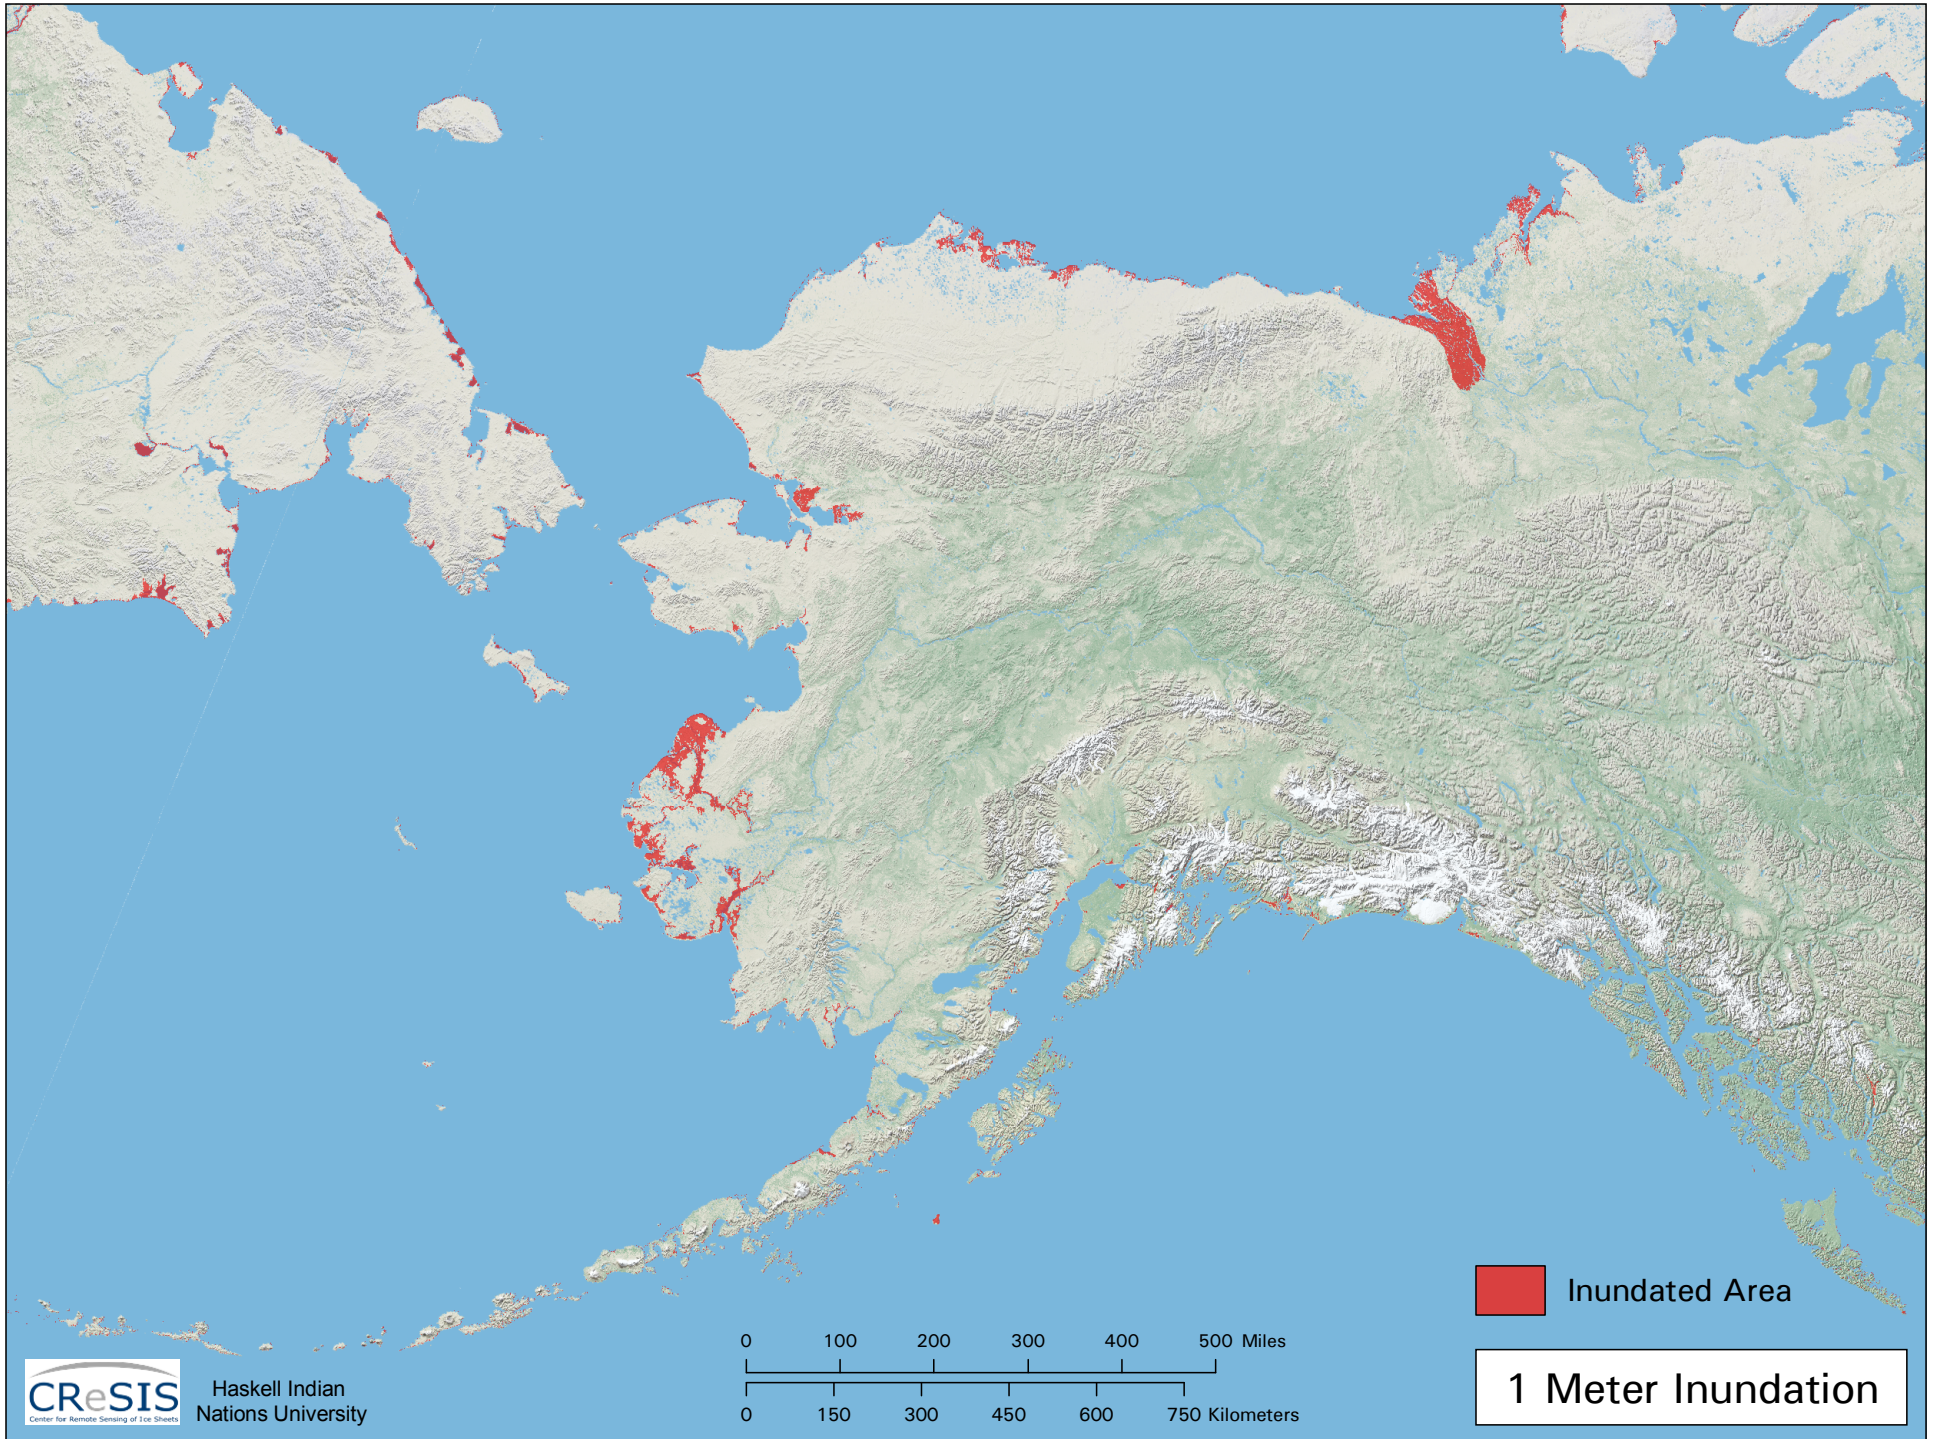 Inundated Area
0 100 200 300 400 500 Miles
0 150 300 450 600 750 Kilometers
1 Meter Inundation
CReSIS
Center for Remote Sensing of Ice Sheets
Haskell Indian
Nations University